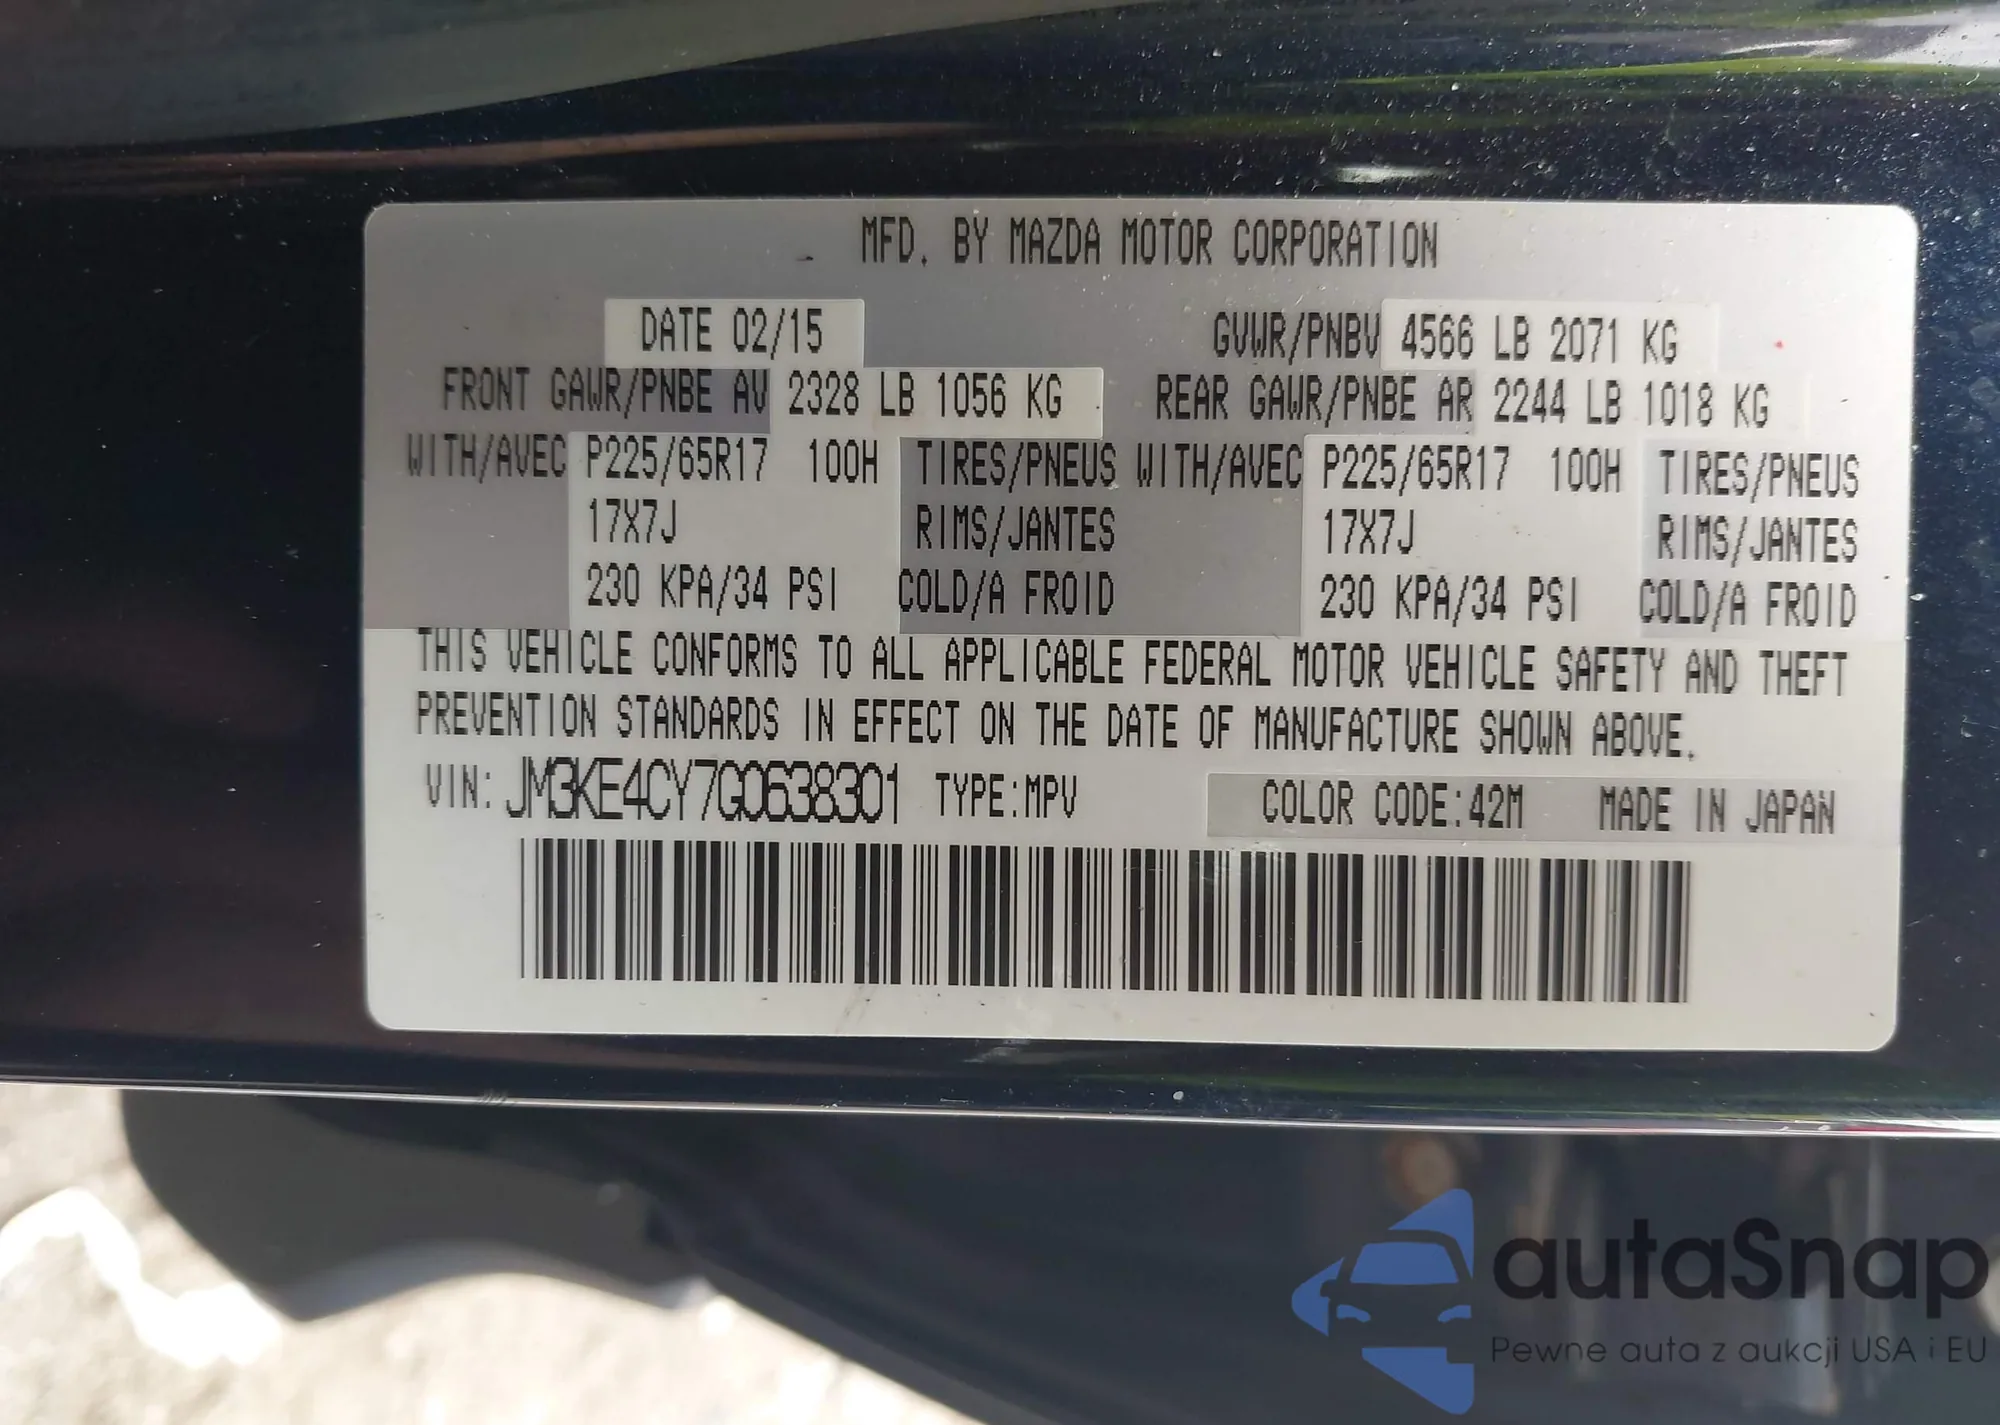 MFD. BY MAZDA MOTOR CORPORATION
DATE 02/15 GVWR/PNBV 4566 LB 2071 KG
FRONT GAWR/PNBE AV 2328 LB 1056 KG REAR GAWR/PNBE AR 2244 LB 1018 KG
WITH/AVEC P225/65R17 100H TIRES/PNEUS WITH/AVEC P225/65R17 100H TIRES/PNEUS
17X7J RIMS/JANTES 17X7J RIMS/JANTES
230 KPA/34 PSI COLD/A FROID 230 KPA/34 PSI COLD/A FROID
THIS VEHICLE CONFORMS TO ALL APPLICABLE FEDERAL MOTOR VEHICLE SAFETY AND THEFT
PREVENTION STANDARDS IN EFFECT ON THE DATE OF MANUFACTURE SHOWN ABOVE.
VIN: JM3KE4CY7G0638301 TYPE:MPV COLOR CODE:42M MADE IN JAPAN
autaSnap
Pewne auta z aukcji USA i EU